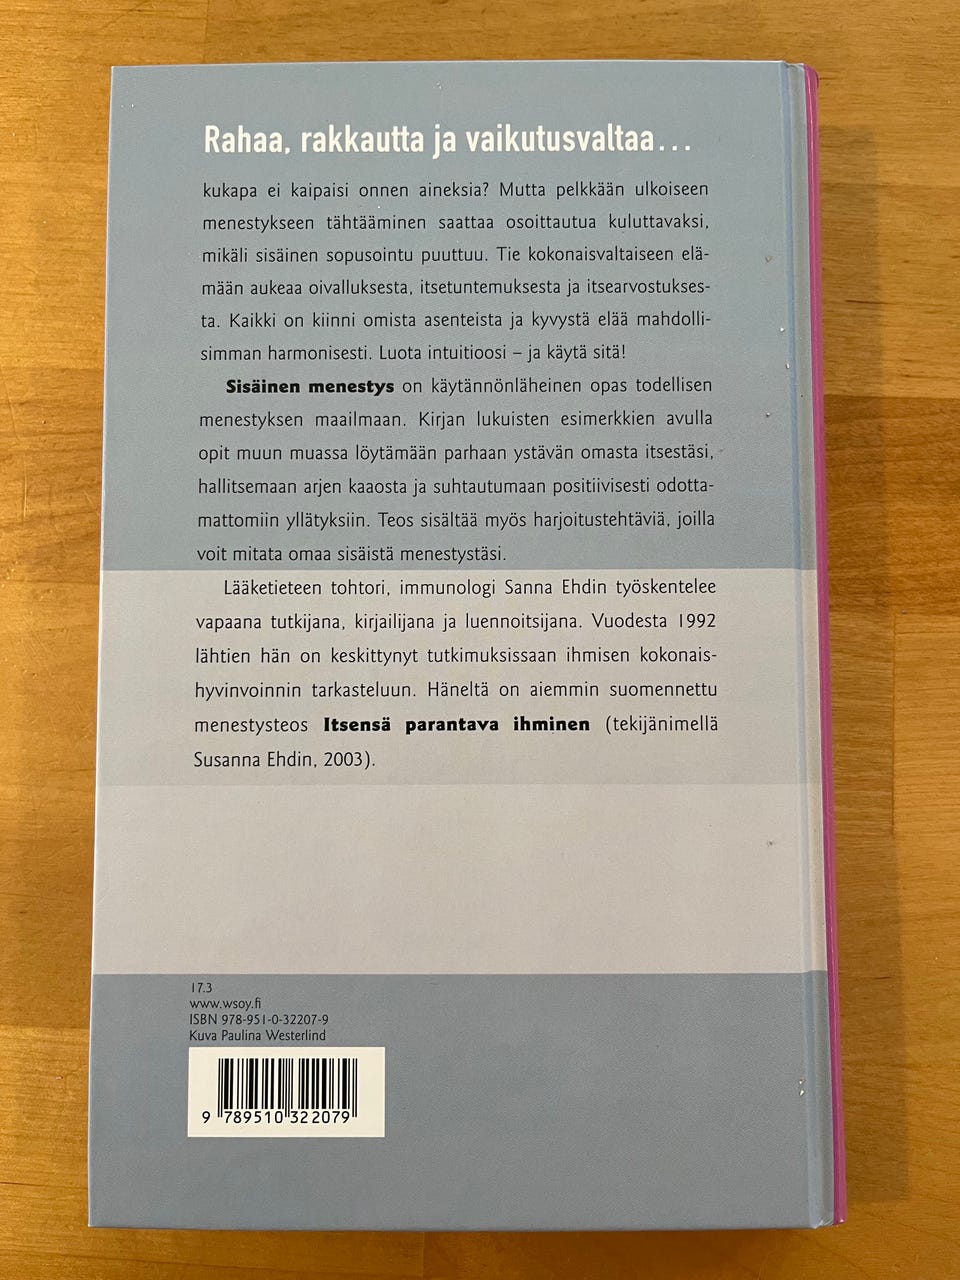 Rahaa, rakkautta ja vaikutusvaltaa...
kukapa ei kaipaisi onnen aineksia? Mutta pelkkään ulkoiseen
menestykseen tähtääminen saattaa osoittautua kuluttavaksi,
mikäli sisäinen sopusointu puuttuu. Tie kokonaisvaltaiseen elä-
mään aukeaa oivalluksesta, itsetuntemuksesta ja itsearvostukses-
ta. Kaikki on kiinni omista asenteista ja kyvystä elää mahdolli-
simman harmonisesti. Luota intuitioosi – ja käytä sitä!
Sisäinen menestys on käytännönläheinen opas todellisen
menestyksen maailmaan. Kirjan lukuisten esimerkkien avulla
opit muun muassa löytämään parhaan ystävän omasta itsestäsi,
hallitsemaan arjen kaaosta ja suhtautumaan positiivisesti odotta-
mattomiin yllätyksiin. Teos sisältää myös harjoitustehtäviä, joilla
voit mitata omaa sisäistä menestystäsi.
Lääketieteen tohtori, immunologi Sanna Ehdin työskentelee
vapaana tutkijana, kirjailijana ja luennoitsijana. Vuodesta 1992
lähtien hän on keskittynyt tutkimuksissaan ihmisen kokonais-
hyvinvoinnin tarkasteluun. Häneltä on aiemmin suomennettu
menestysteos Itsensä parantava ihminen (tekijänimellä
Susanna Ehdin, 2003).
17.3
www.wsoy.fi
ISBN 978-951-0-32207-9
Kuva Paulina Westerlind
9 789510 322079